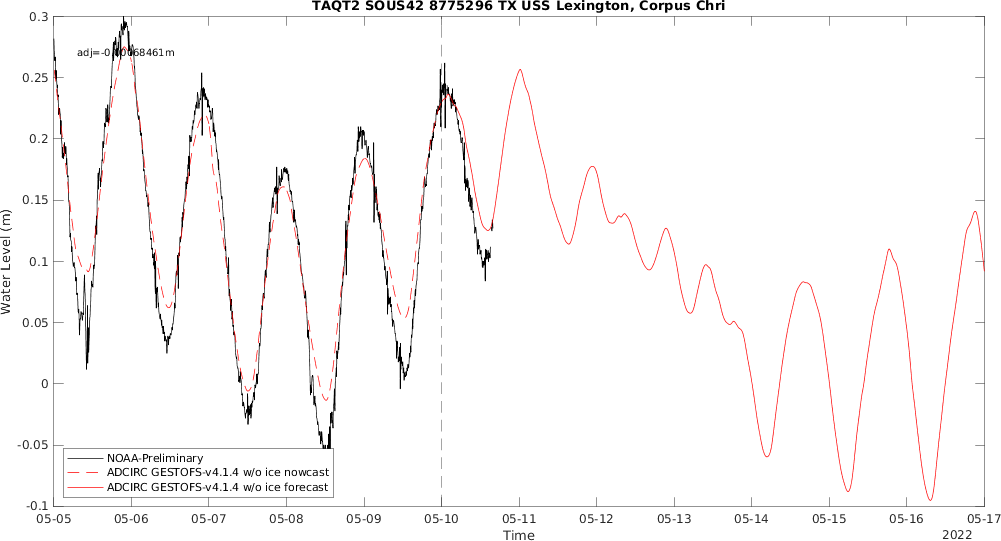 TAQT2 SOUS42 8775296 TX USS Lexington, Corpus Chri
0.3
adj=-0.00068461m
0.25
0.2
0.15
0.1
0.05
0
-0.05
-0.1
Water Level (m)
NOAA-Preliminary
ADCIRC GESTOFS-v4.1.4 w/o ice nowcast
ADCIRC GESTOFS-v4.1.4 w/o ice forecast
05-05 05-06 05-07 05-08 05-09 05-10 05-11 05-12 05-13 05-14 05-15 05-16 05-17
Time
2022